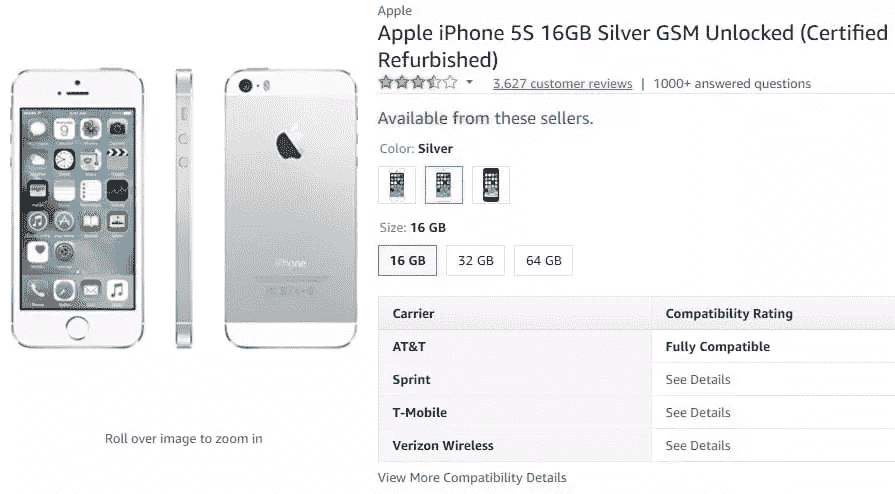 Apple
Apple iPhone 5S 16GB Silver GSM Unlocked (Certified
Refurbished)
3,627 customer reviews | 1000+ answered questions
Available from these sellers.
Color: Silver
Size: 16 GB
16 GB 32 GB 64 GB
Carrier Compatibility Rating
AT&T Fully Compatible
Sprint See Details
T-Mobile See Details
Verizon Wireless See Details
View More Compatibility Details
iPhone
Roll over image to zoom in